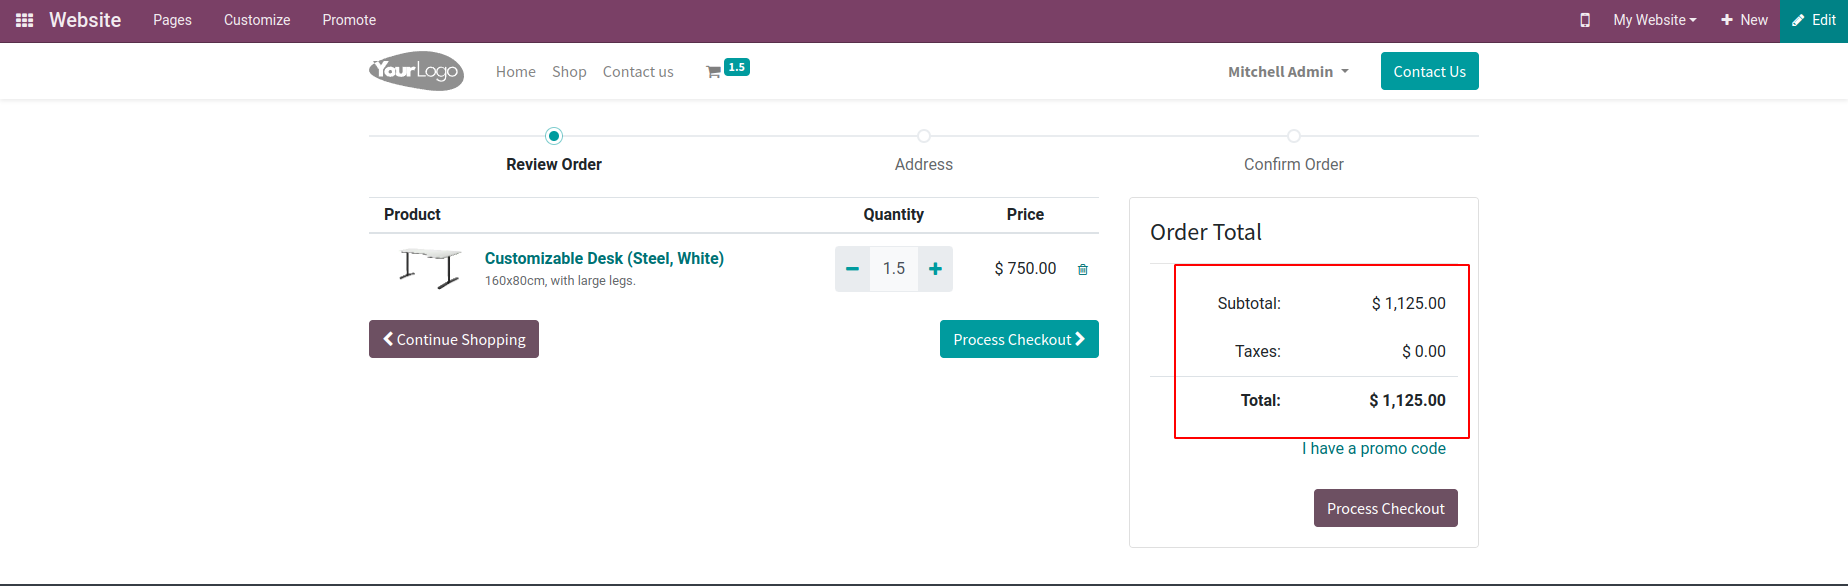 Website Pages Customize Promote My Website New Edit
YourLogo Home Shop Contact us 1.5 Mitchell Admin Contact Us
Review Order Address Confirm Order
Product Quantity Price
Customizable Desk (Steel, White) 1.5 $ 750.00
160x80cm, with large legs.
Continue Shopping Process Checkout
Order Total
Subtotal: $ 1,125.00
Taxes: $ 0.00
Total: $ 1,125.00
I have a promo code
Process Checkout